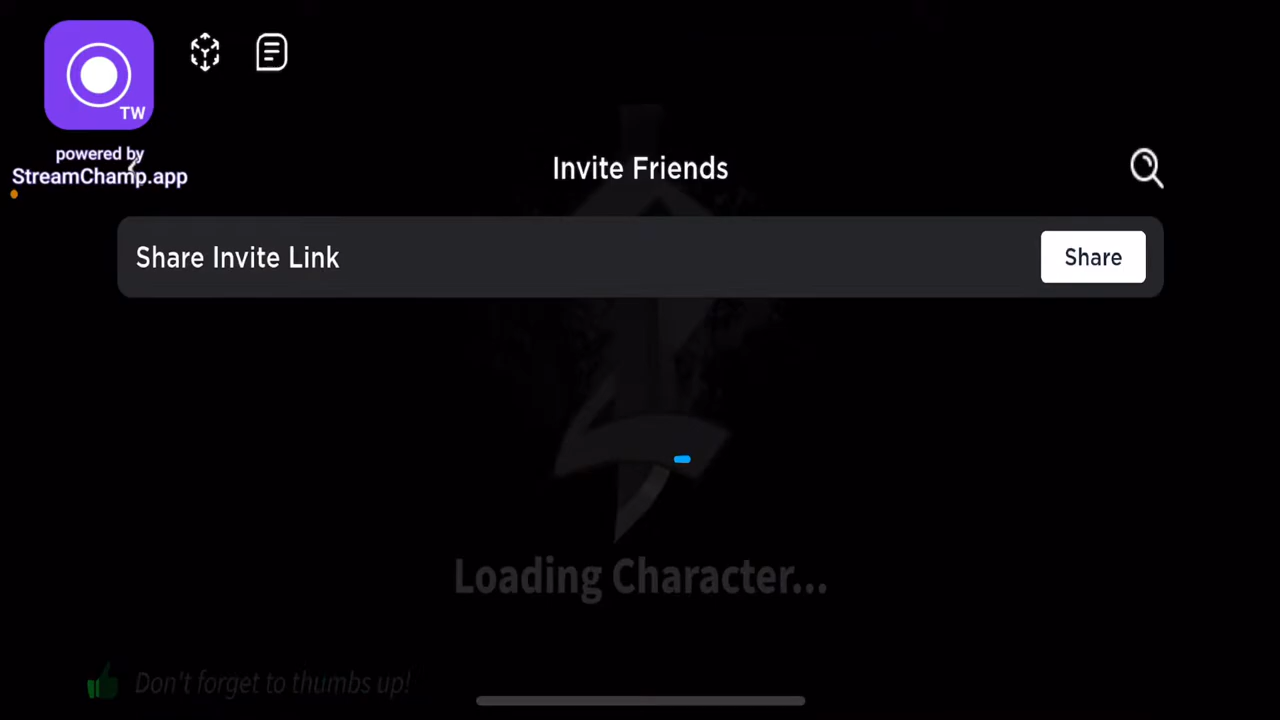 TW
powered by
StreamChamp.app
Invite Friends
Share Invite Link
Share
Loading Character...
Don't forget to thumbs up!